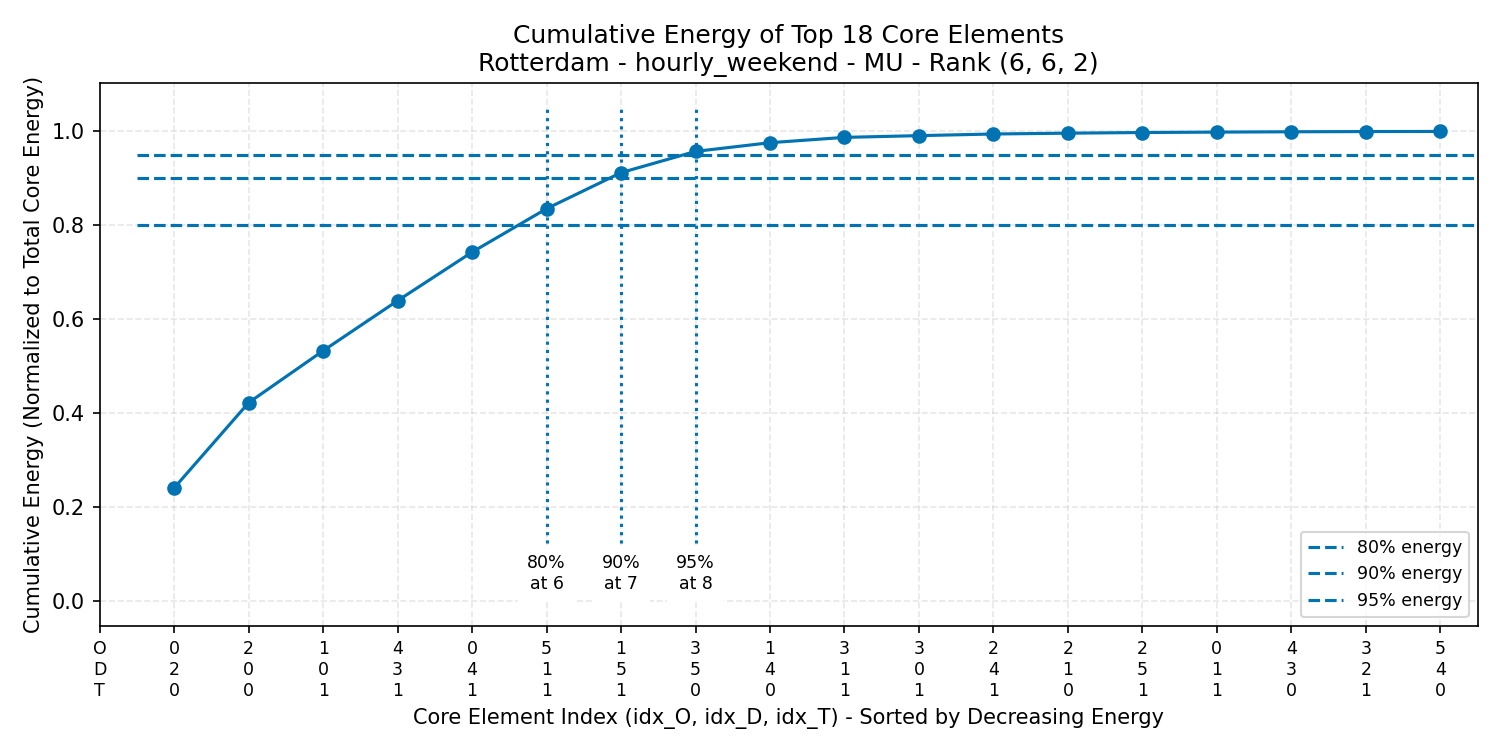 Cumulative Energy of Top 18 Core Elements
Rotterdam - hourly_weekend - MU - Rank (6, 6, 2)
Cumulative Energy (Normalized to Total Core Energy)
1.0
0.8
0.6
0.4
0.2
0.0
80% at 6
90% at 7
95% at 8
80% energy
90% energy
95% energy
O 0 2 1 4 0 5 1 3 1 3 3 2 2 2 0 4 3 5
D 2 0 0 3 4 1 5 5 4 1 0 4 1 5 1 3 2 4
T 0 0 1 1 1 1 1 0 0 1 1 1 0 1 1 0 1 0
Core Element Index (idx_O, idx_D, idx_T) - Sorted by Decreasing Energy